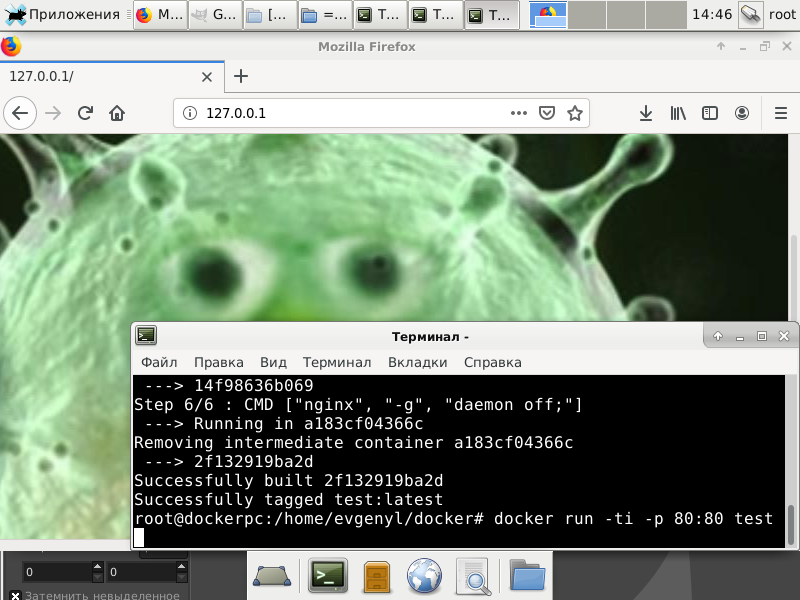 Приложения M... G... [... =... T... T... T... 14:46 root
Mozilla Firefox
127.0.0.1/
127.0.0.1
Терминал -
Файл Правка Вид Терминал Вкладки Справка
---> 14f98636b069
Step 6/6 : CMD ["nginx", "-g", "daemon off;"]
---> Running in a183cf04366c
Removing intermediate container a183cf04366c
---> 2f132919ba2d
Successfully built 2f132919ba2d
Successfully tagged test:latest
root@dockerpc:/home/evgenyl/docker# docker run -ti -p 80:80 test
0 0
Затемнить невыделенное